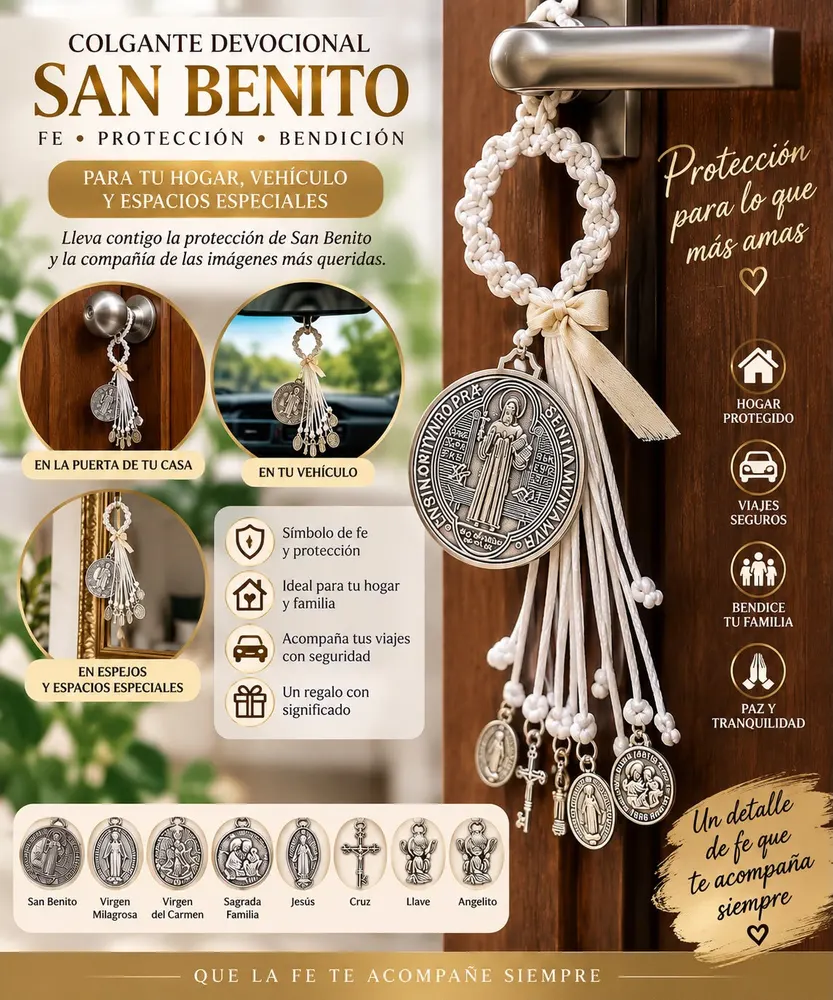 COLGANTE DEVOCIONAL
SAN BENITO
FE • PROTECCIÓN • BENDICIÓN
PARA TU HOGAR, VEHÍCULO
Y ESPACIOS ESPECIALES
Lleva contigo la protección de San Benito
y la compañía de las imágenes más queridas.
EN LA PUERTA DE TU CASA
EN TU VEHÍCULO
EN ESPEJOS
Y ESPACIOS ESPECIALES
Símbolo de fe
y protección
Ideal para tu hogar
y familia
Acompaña tus viajes
con seguridad
Un regalo con
significado
Protección
para lo que
más amas
HOGAR
PROTEGIDO
VIAJES
SEGUROS
BENDICE
TU FAMILIA
PAZ Y
TRANQUILIDAD
Un detalle
de fe que
te acompaña
siempre
San Benito
Virgen
Milagrosa
Virgen
del Carmen
Sagrada
Familia
Jesús
Cruz
Llave
Angelito
QUE LA FE TE ACOMPAÑE SIEMPRE